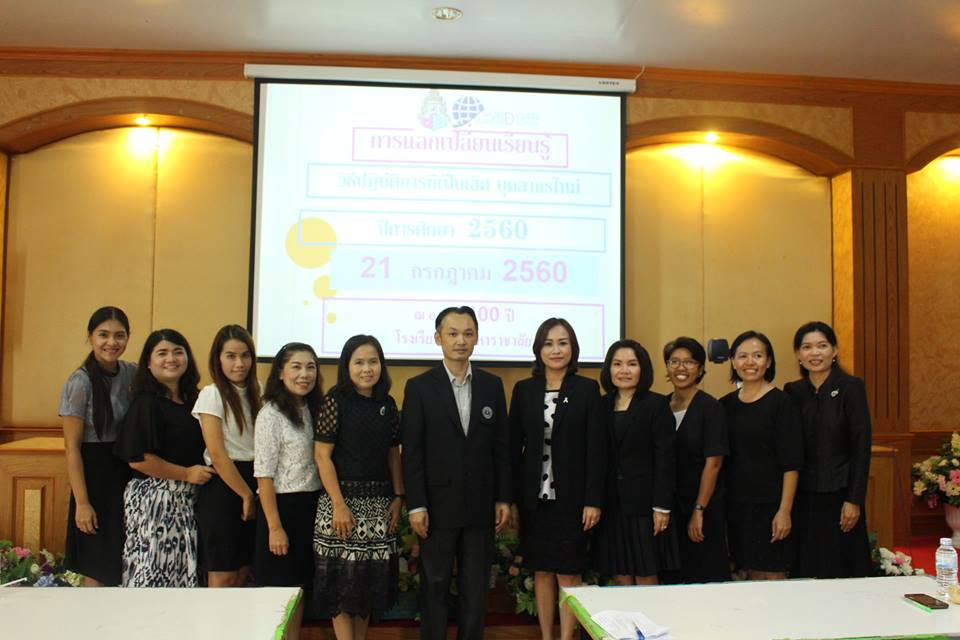 การแลกเปลี่ยนเรียนรู้
วิธีปฏิบัติการที่เป็นเลิศ บุคลากรใหม่
ปีการศึกษา 2560
21 กรกฎาคม 2560
ณ 00 ปี